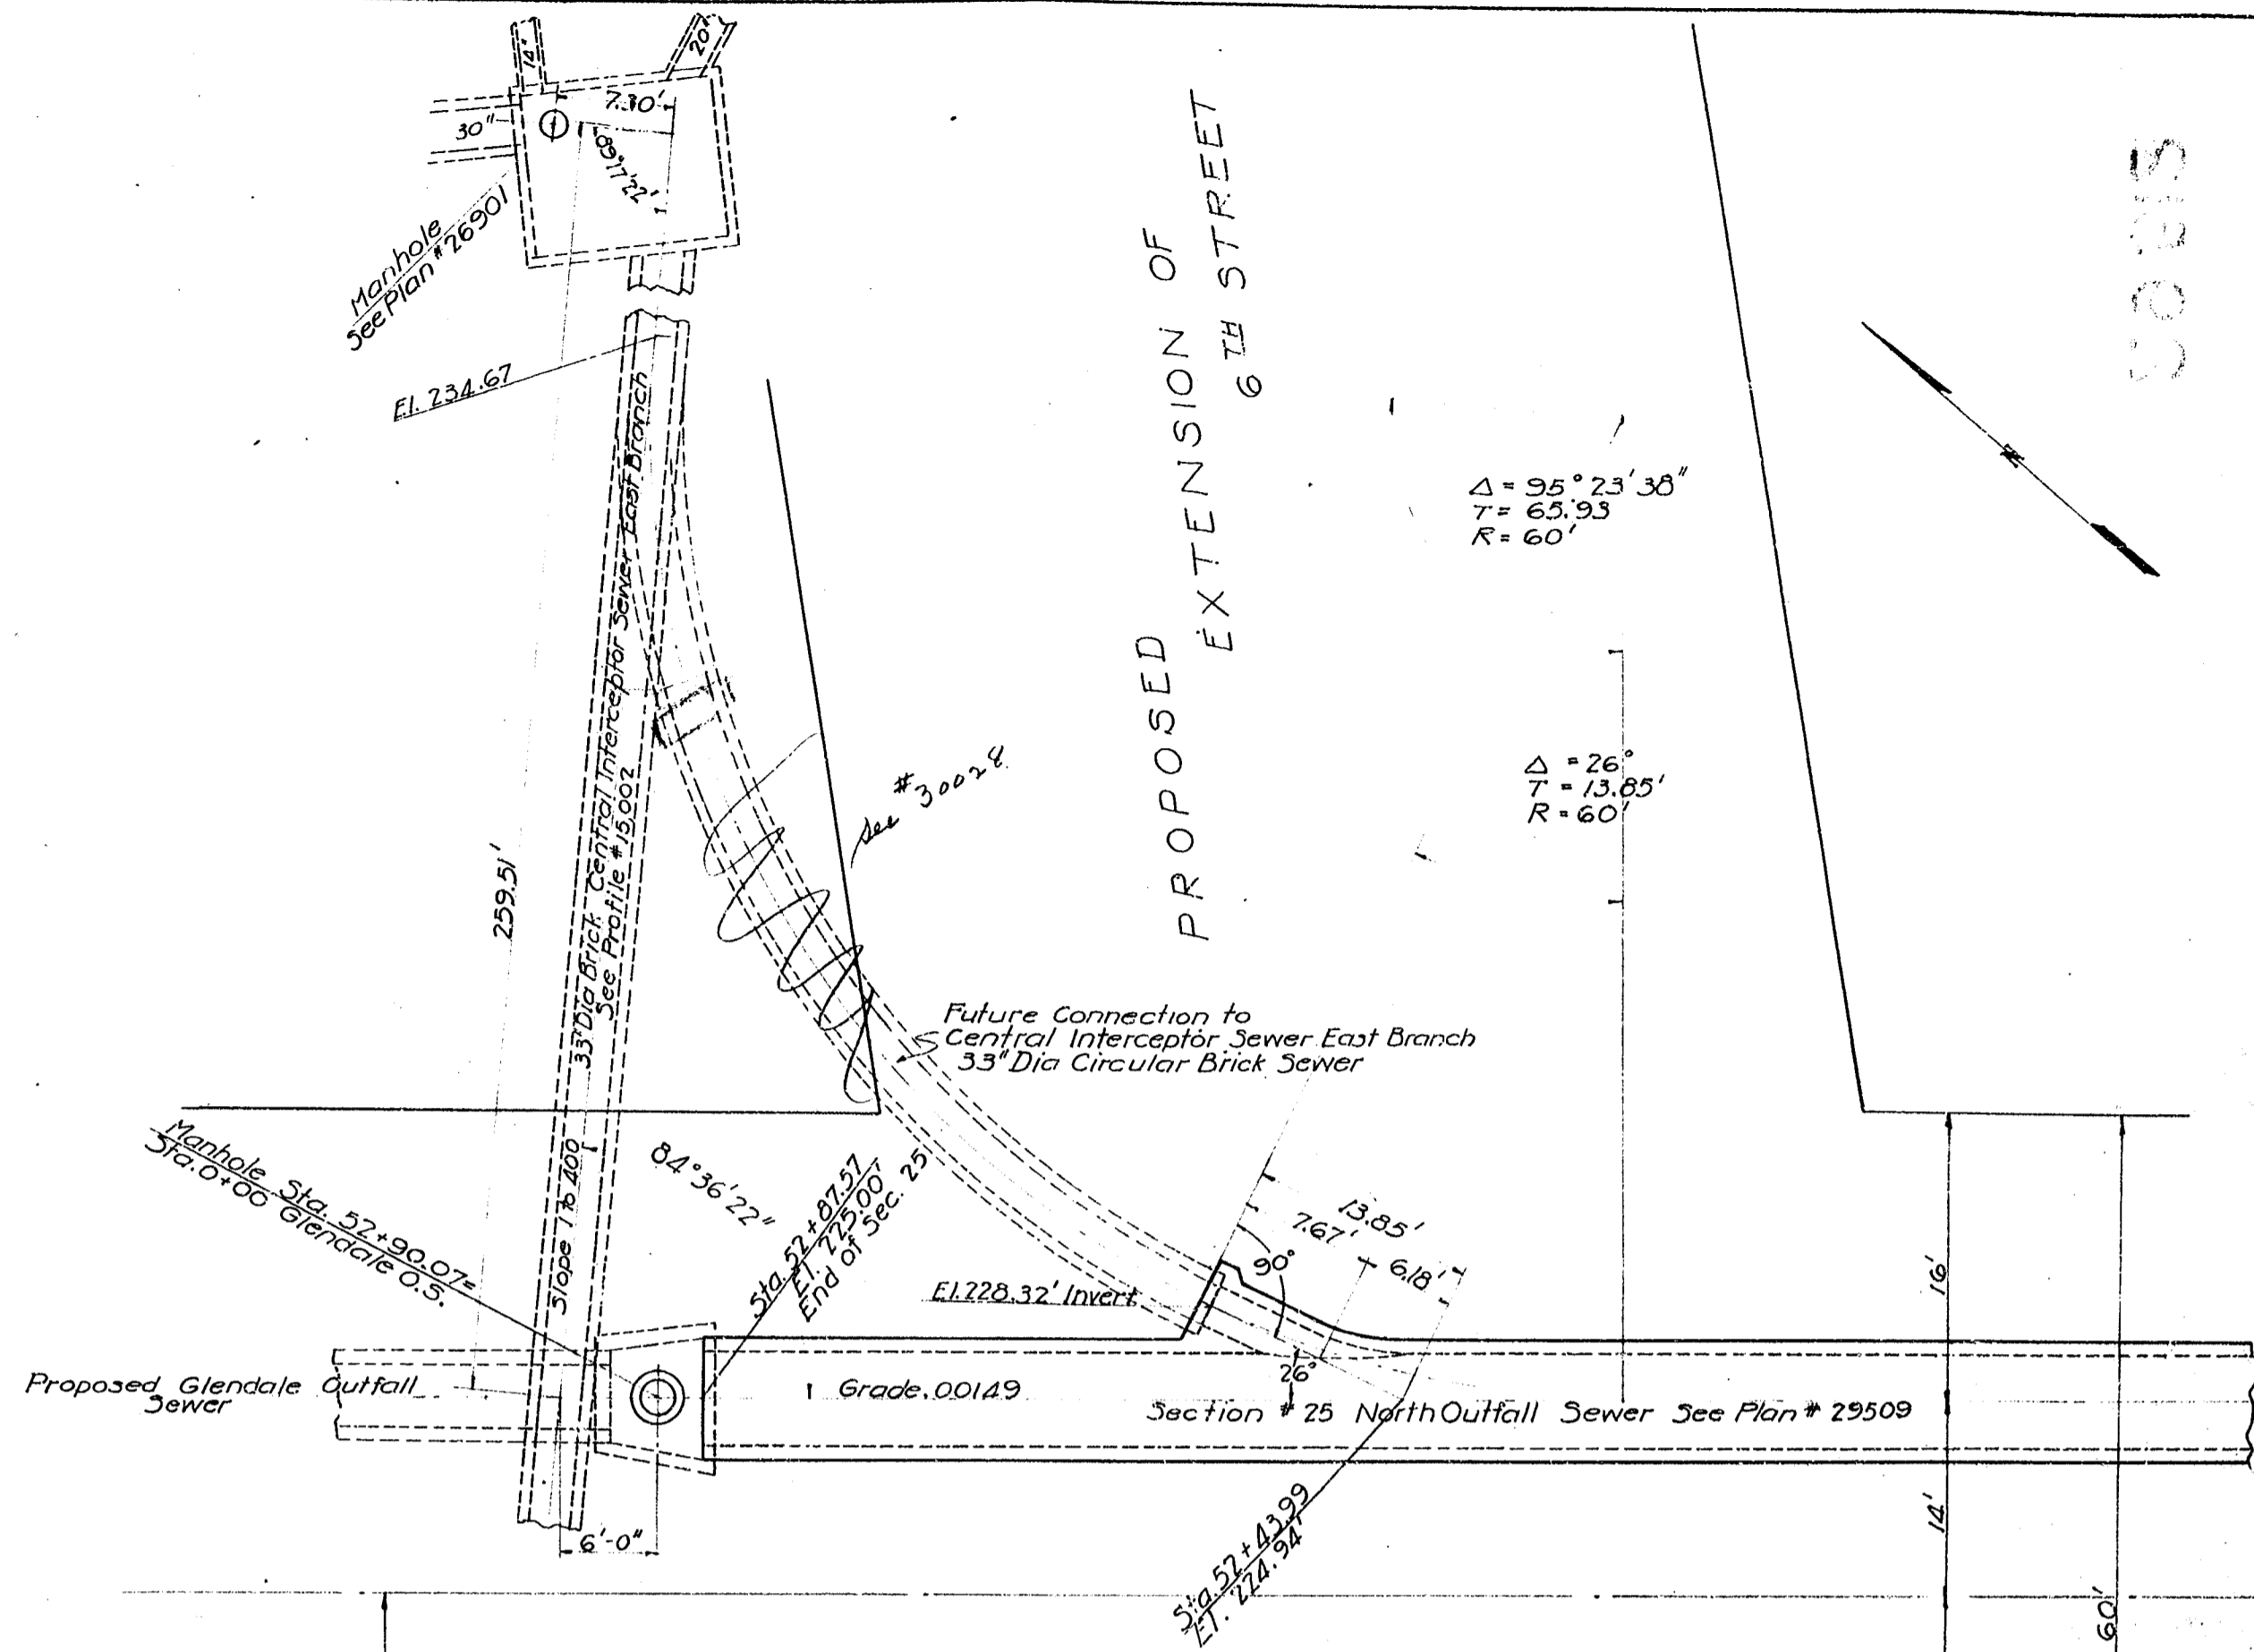 14"
20"
30"
7.30'
89°17'22"
Manhole
See Plan #26901
El. 234.67
PROPOSED EXTENSION OF
6TH STREET
Δ = 95° 23' 38"
T = 65.93
R = 60'
Δ = 26°
T = 13.85'
R = 60'
259.51'
33" Dia Brick Central Interceptor Sewer East Branch
See Profile #15,002
Slope 1 to 400
See #30028
Future Connection to
Central Interceptor Sewer East Branch
33" Dia Circular Brick Sewer
Manhole Sta. 52+90.07=
Sta. 0+00 Glendale O.S.
84°36'22"
Sta. 52+87.57
El. 225.00'
End of Sec. 25
El. 228.32' Invert
13.85'
7.67'
6.18'
90°
26°
16'
Proposed Glendale Outfall
Sewer
Grade .00149
Section #25 North Outfall Sewer See Plan # 29509
6'-0"
Sta. 52+43.99
El. 224.94'
14'
60'